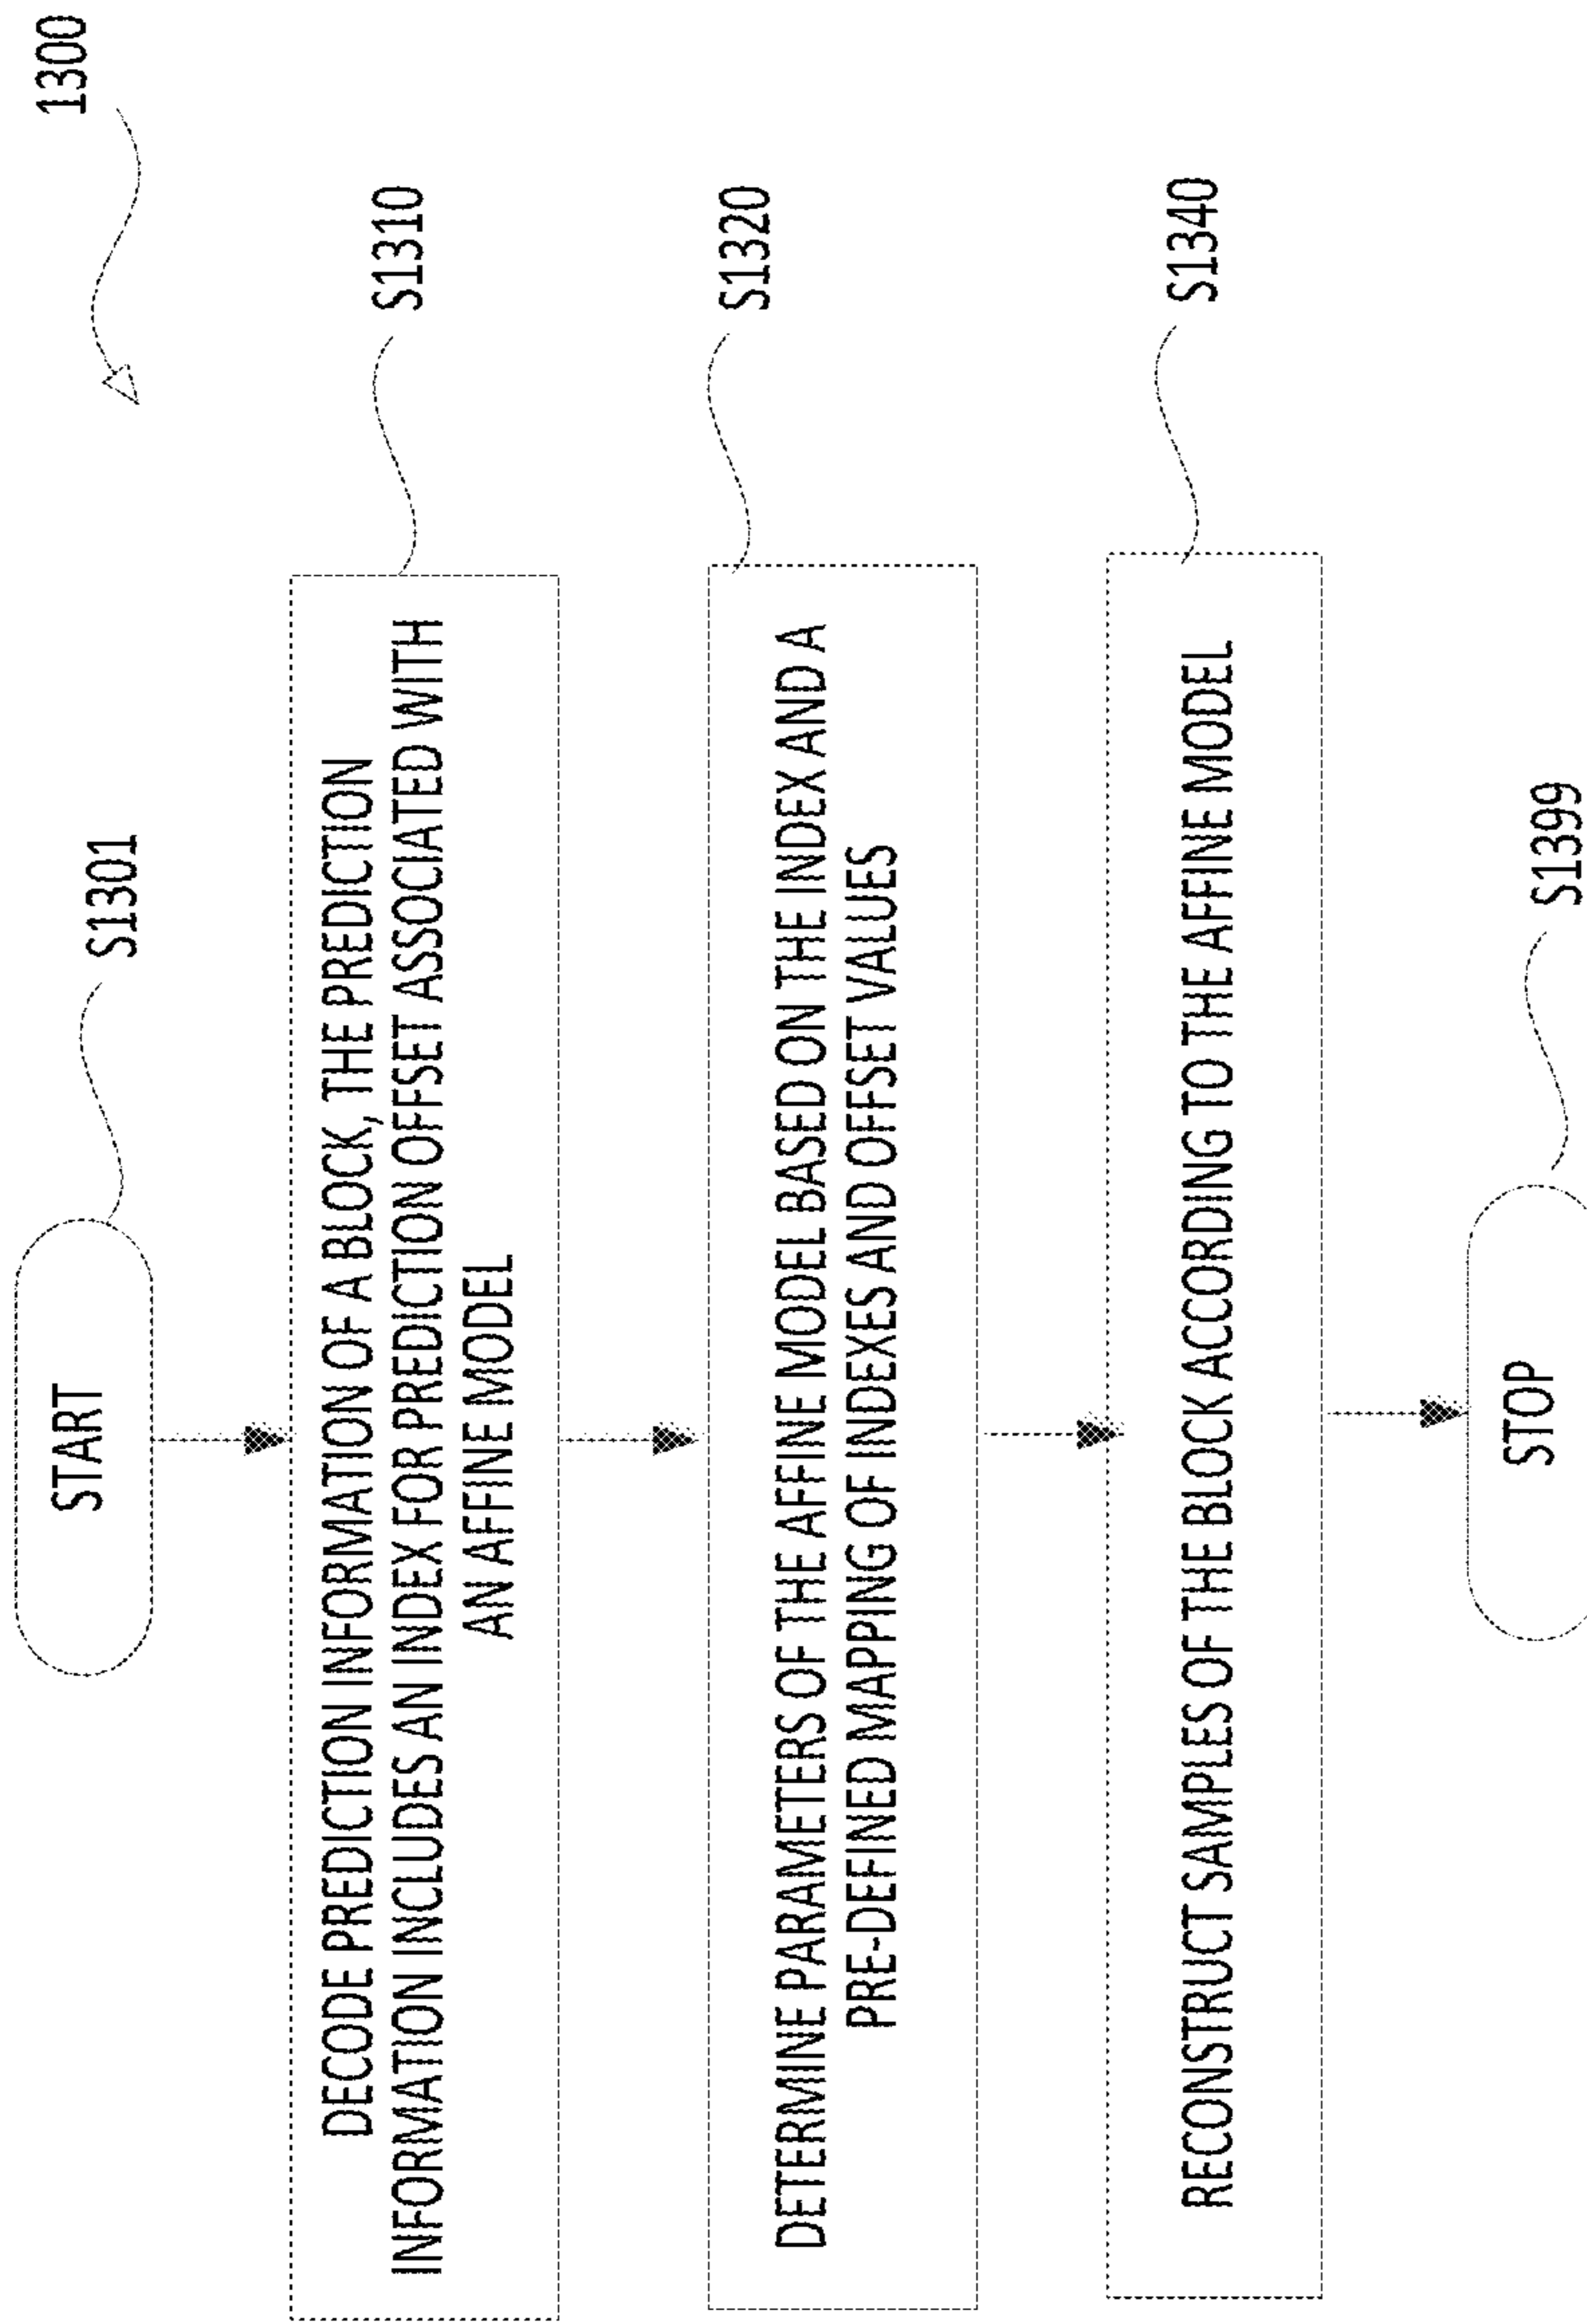 1300
START
S1301
DECODE PREDICTION INFORMATION OF A BLOCK, THE PREDICTION
INFORMATION INCLUDES AN INDEX FOR PREDICTION OFFSET ASSOCIATED WITH
AN AFFINE MODEL
S1310
DETERMINE PARAMETERS OF THE AFFINE MODEL BASED ON THE INDEX AND A
PRE-DEFINED MAPPING OF INDEXES AND OFFSET VALUES
S1320
RECONSTRUCT SAMPLES OF THE BLOCK ACCORDING TO THE AFFINE MODEL
S1340
STOP
S1399